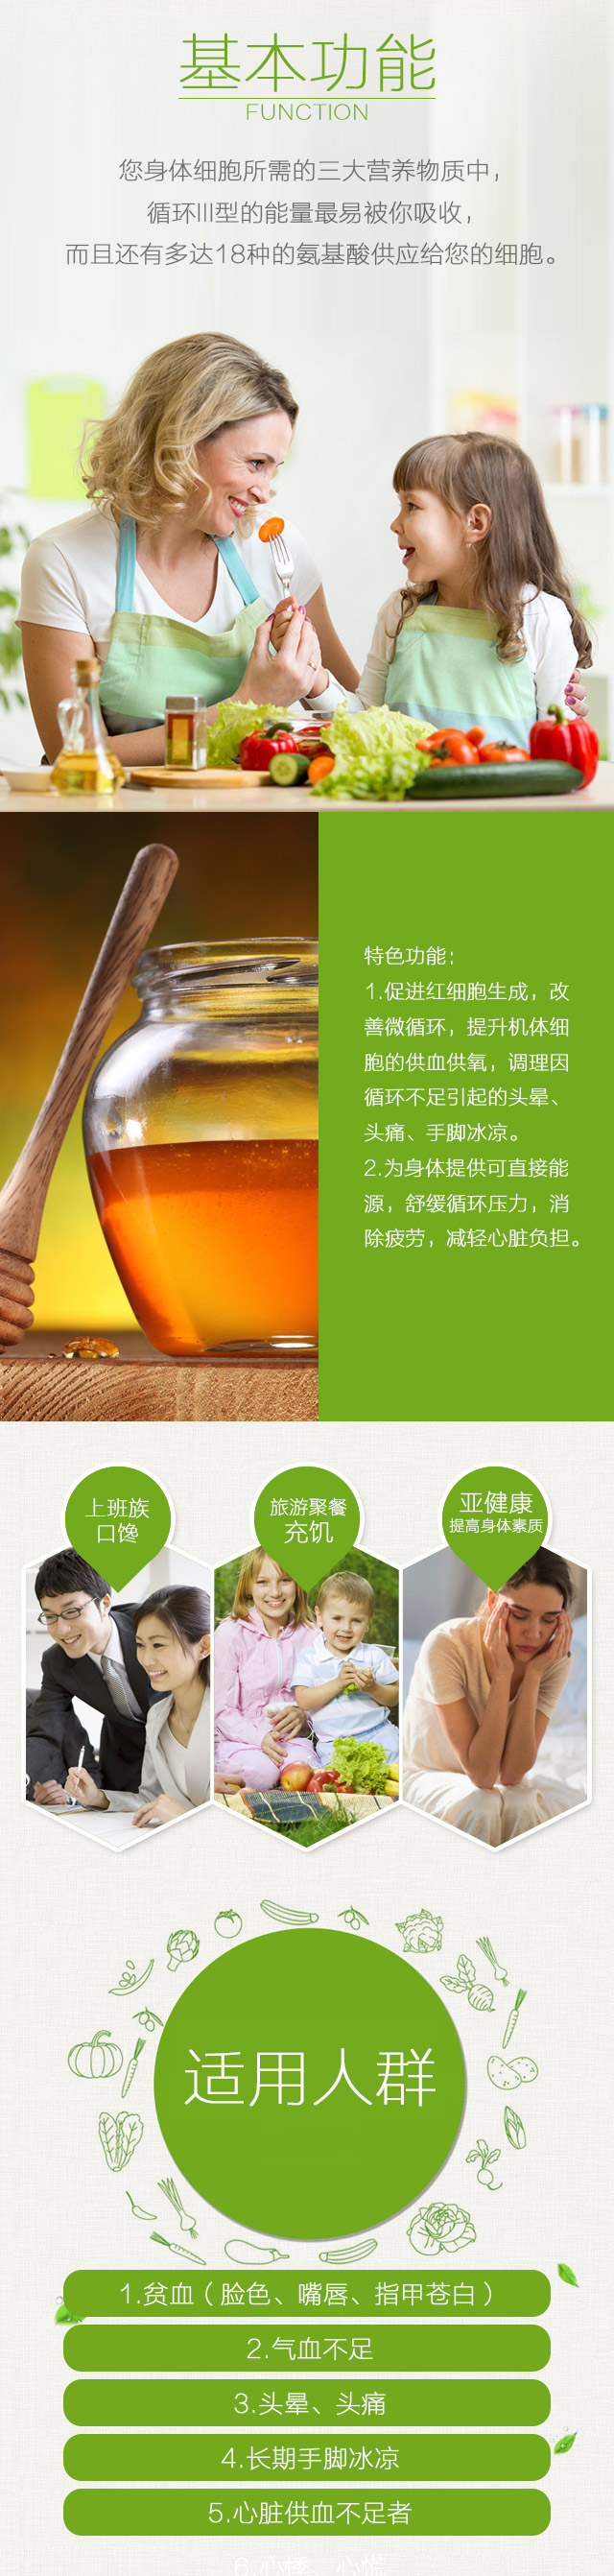 基本功能
FUNCTION
您身体细胞所需的三大营养物质中，
循环III型的能量最易被你吸收，
而且还有多达18种的氨基酸供应给您的细胞。
特色功能：
1.促进红细胞生成，改
善微循环，提升机体细
胞的供血供氧，调理因
循环不足引起的头晕、
头痛、手脚冰凉。
2.为身体提供可直接能
源，舒缓循环压力，消
除疲劳，减轻心脏负担。
上班族
口馋
旅游聚餐
充饥
亚健康
提高身体素质
适用人群
1.贫血（脸色、嘴唇、指甲苍白）
2.气血不足
3.头晕、头痛
4.长期手脚冰凉
5.心脏供血不足者
6.心悸、心慌